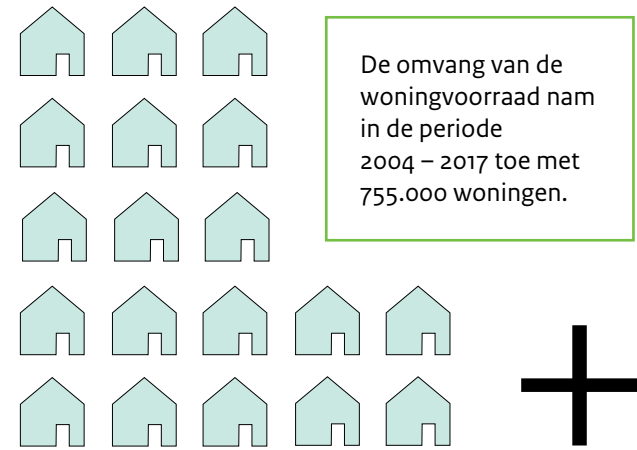 De omvang van de
woningvoorraad nam
in de periode
2004 – 2017 toe met
755.000 woningen.